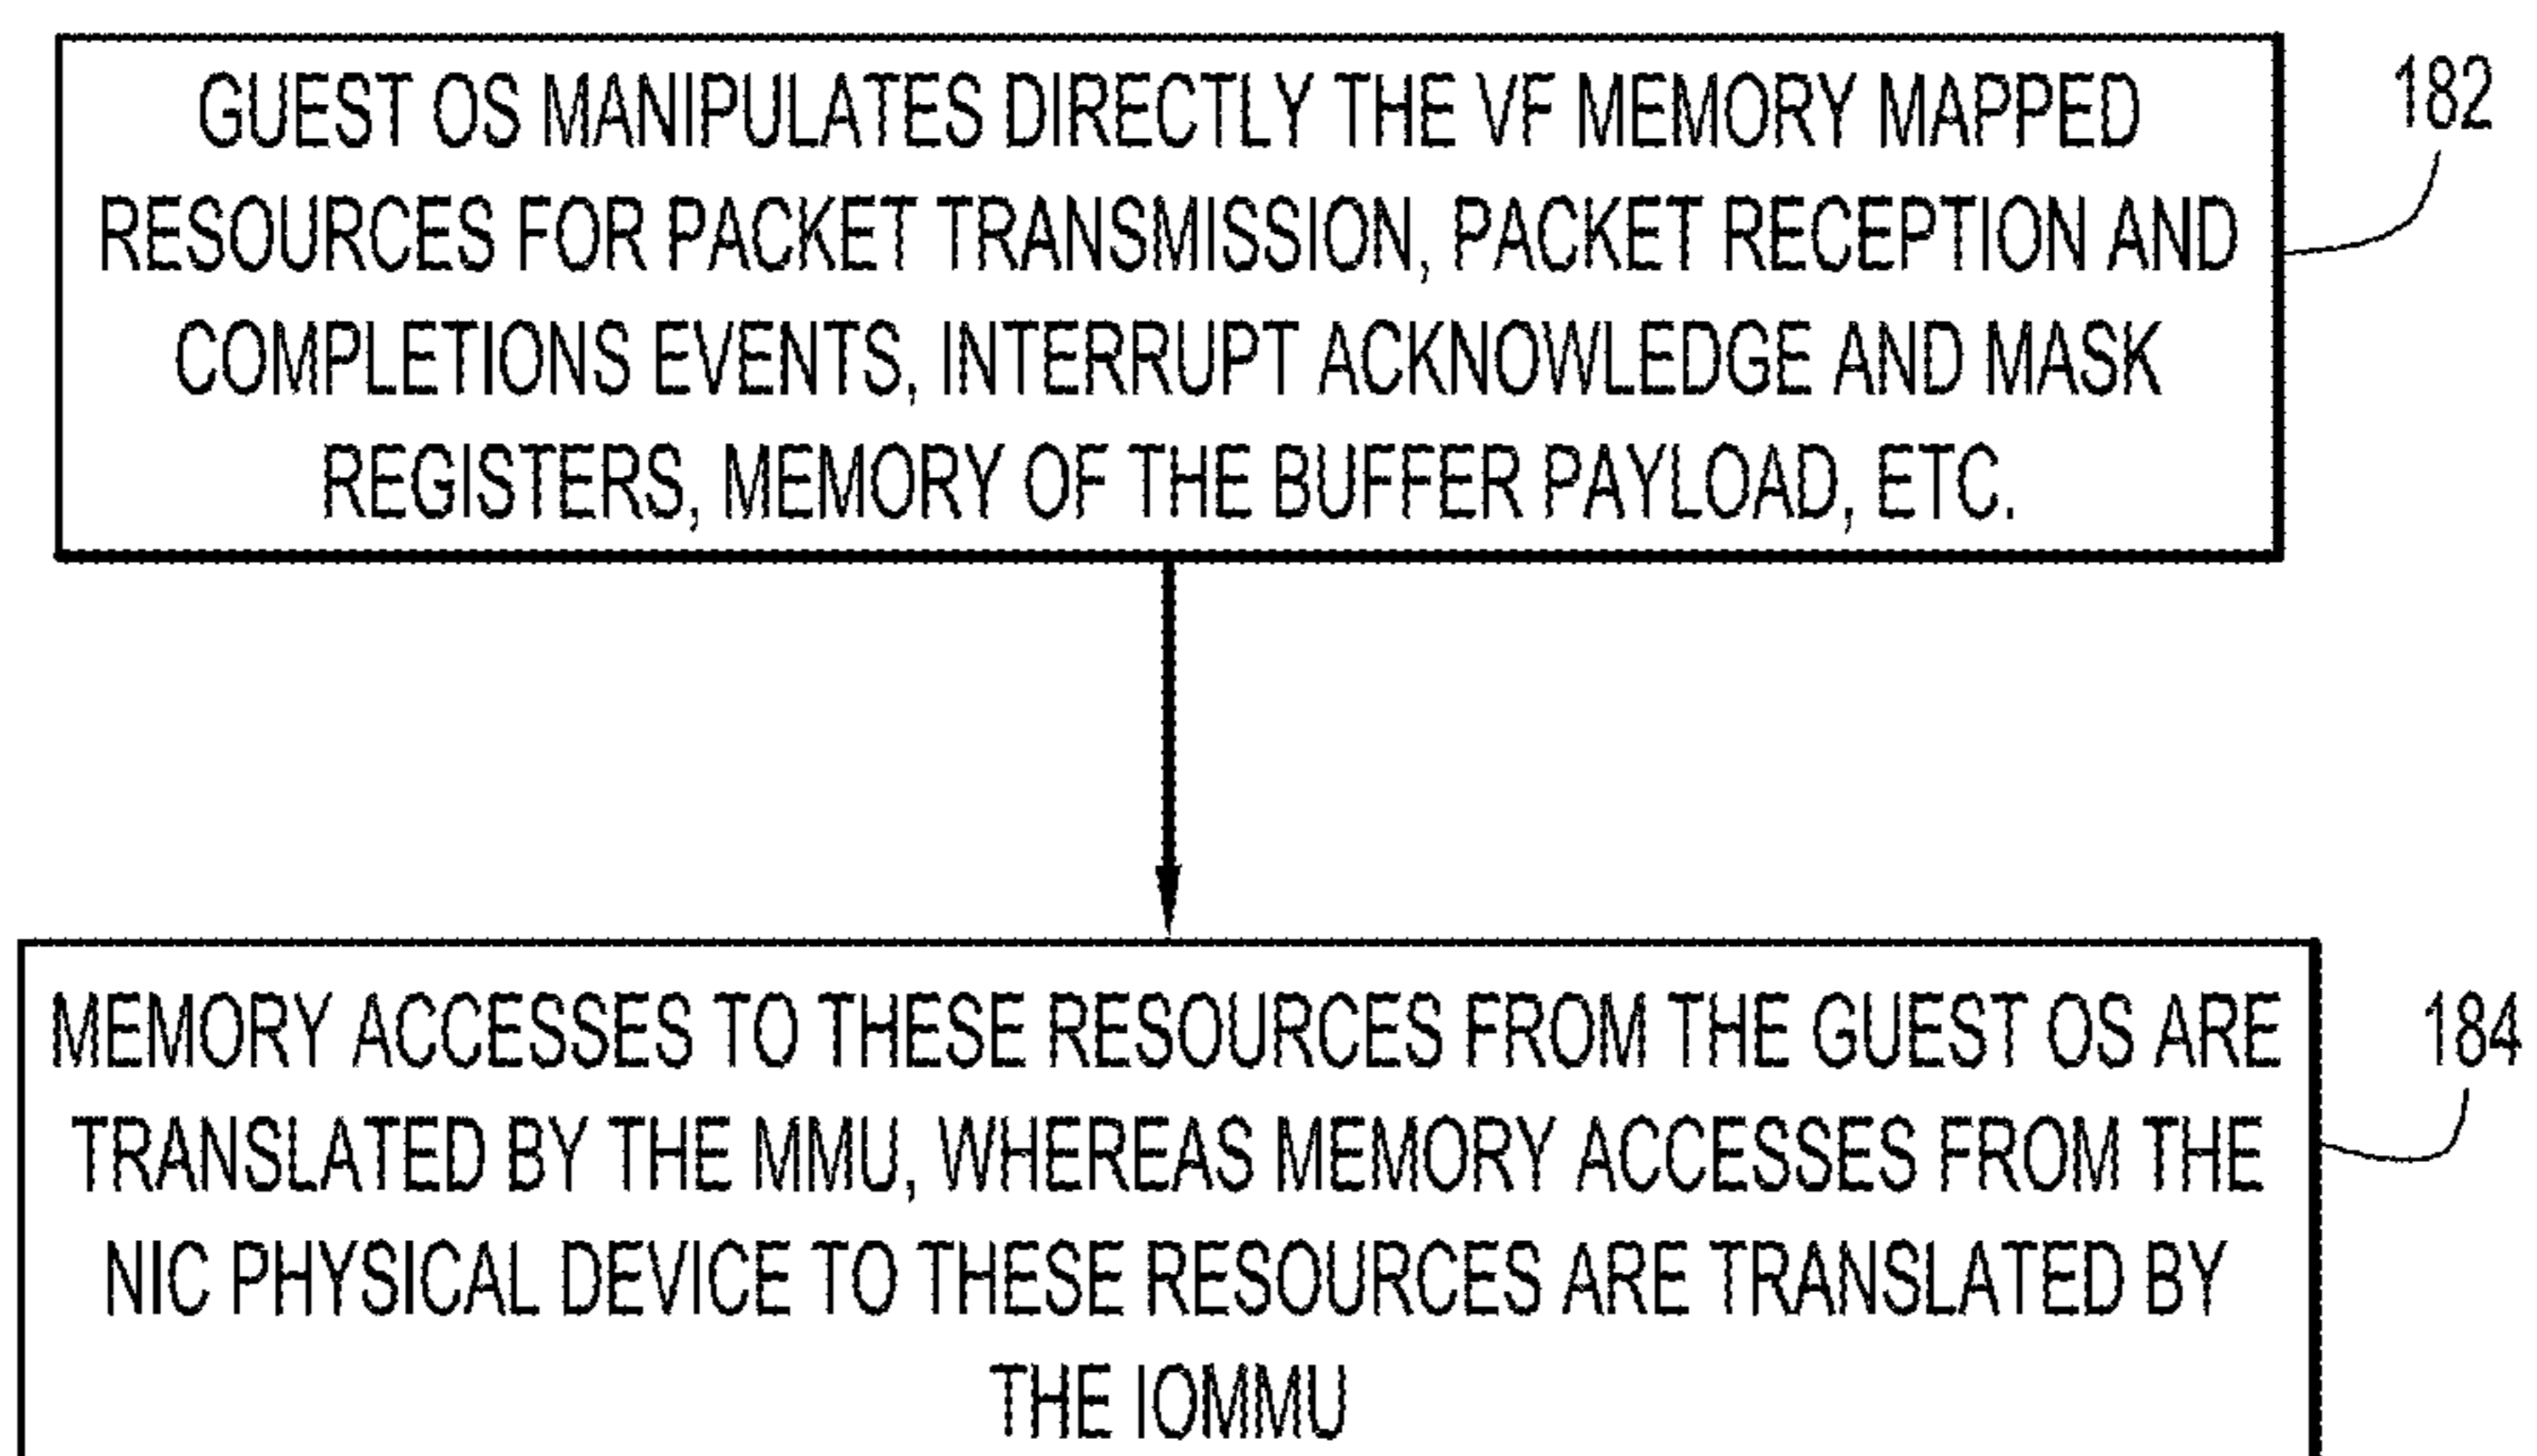 GUEST OS MANIPULATES DIRECTLY THE VF MEMORY MAPPED
RESOURCES FOR PACKET TRANSMISSION, PACKET RECEPTION AND
COMPLETIONS EVENTS, INTERRUPT ACKNOWLEDGE AND MASK
REGISTERS, MEMORY OF THE BUFFER PAYLOAD, ETC.
182
MEMORY ACCESSES TO THESE RESOURCES FROM THE GUEST OS ARE
TRANSLATED BY THE MMU, WHEREAS MEMORY ACCESSES FROM THE
NIC PHYSICAL DEVICE TO THESE RESOURCES ARE TRANSLATED BY
THE IOMMU
184